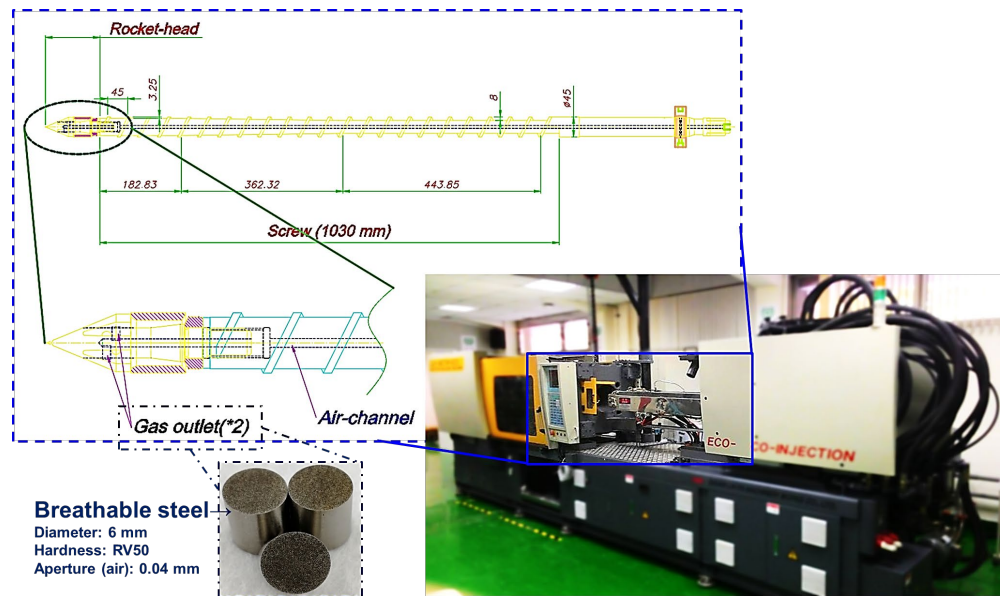 Rocket-head
45
3.25
8
ø45
182.83
362.32
443.85
Screw (1030 mm)
Air-channel
Gas outlet(*2)
Breathable steel
Diameter: 6 mm
Hardness: RV50
Aperture (air): 0.04 mm
ECO-
CO-INJECTION